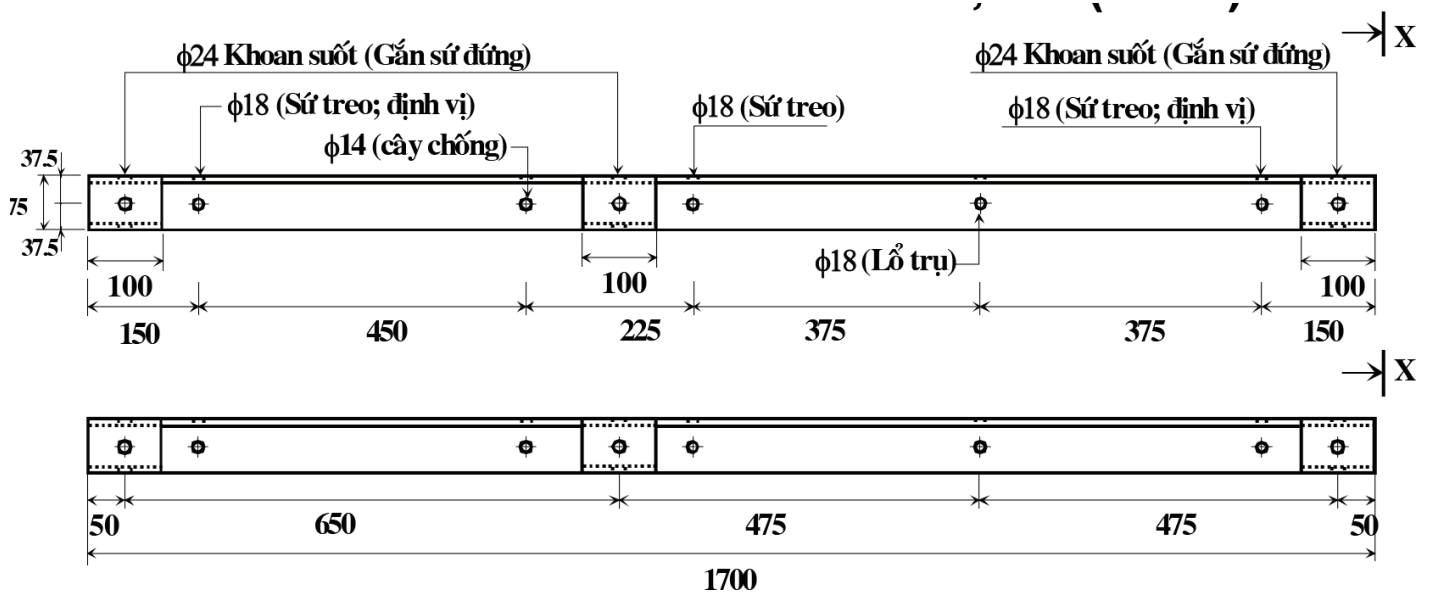 X
ϕ24 Khoan suốt (Gắn sứ đứng)
ϕ24 Khoan suốt (Gắn sứ đứng)
ϕ18 (Sứ treo; định vị)
ϕ18 (Sứ treo)
ϕ18 (Sứ treo; định vị)
ϕ14 (cây chống)
37.5
75
37.5
ϕ18 (Lổ trụ)
100
100
100
150
450
225
375
375
150
X
50
650
475
475
50
1700